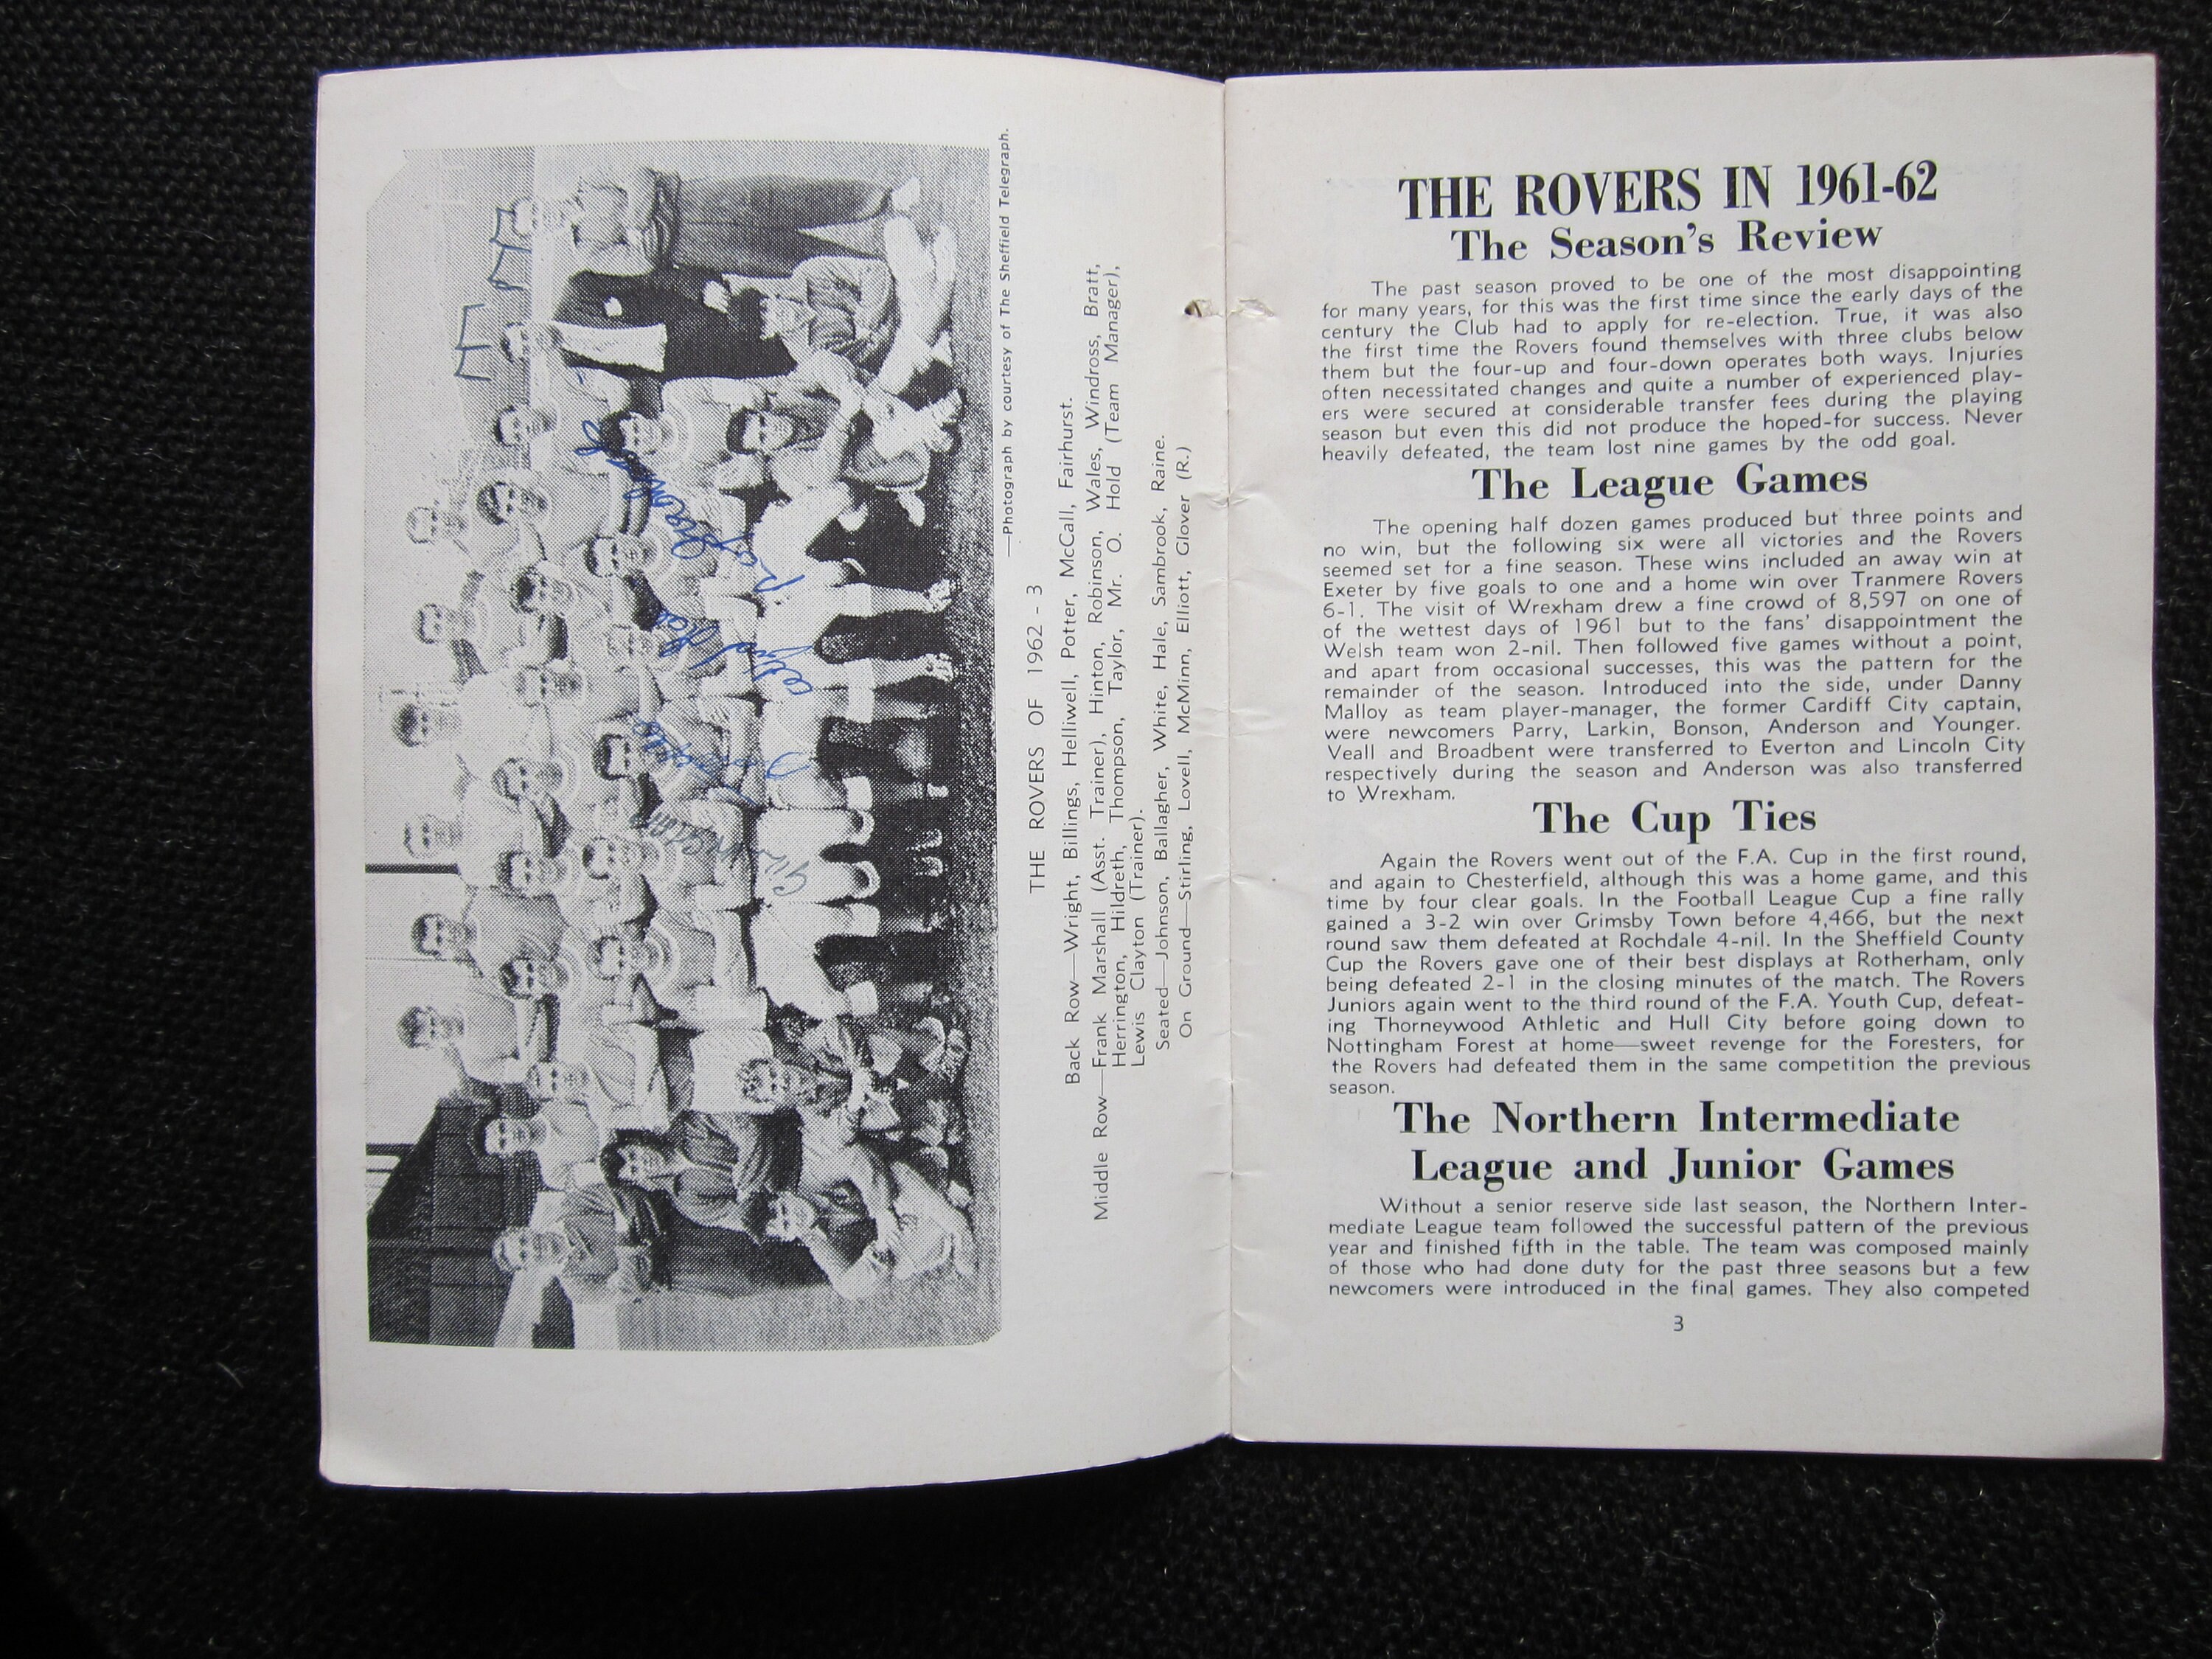 —Photograph by courtesy of The Sheffield Telegraph.
THE ROVERS OF 1962 - 3
Back Row—Wright, Billings, Helliwell, Potter, McCall, Fairhurst.
Middle Row—Frank Marshall (Asst. Trainer), Hinton, Robinson, Wales, Windross, Bratt,
Herrington, Hildreth, Thompson, Taylor, Mr. O. Hold (Team Manager),
Lewis Clayton (Trainer).
Seated—Johnson, Ballagher, White, Hale, Sambrook, Raine.
On Ground—Stirling, Lovell, McMinn, Elliott, Glover (R.)
THE ROVERS IN 1961-62
The Season's Review
The past season proved to be one of the most disappointing
for many years, for this was the first time since the early days of the
century the Club had to apply for re-election. True, it was also
the first time the Rovers found themselves with three clubs below
them but the four-up and four-down operates both ways. Injuries
often necessitated changes and quite a number of experienced play-
ers were secured at considerable transfer fees during the playing
season but even this did not produce the hoped-for success. Never
heavily defeated, the team lost nine games by the odd goal.
The League Games
The opening half dozen games produced but three points and
no win, but the following six were all victories and the Rovers
seemed set for a fine season. These wins included an away win at
Exeter by five goals to one and a home win over Tranmere Rovers
6-1. The visit of Wrexham drew a fine crowd of 8,597 on one of
of the wettest days of 1961 but to the fans' disappointment the
Welsh team won 2-nil. Then followed five games without a point,
and apart from occasional successes, this was the pattern for the
remainder of the season. Introduced into the side, under Danny
Malloy as team player-manager, the former Cardiff City captain,
were newcomers Parry, Larkin, Bonson, Anderson and Younger.
Veall and Broadbent were transferred to Everton and Lincoln City
respectively during the season and Anderson was also transferred
to Wrexham.
The Cup Ties
Again the Rovers went out of the F.A. Cup in the first round,
and again to Chesterfield, although this was a home game, and this
time by four clear goals. In the Football League Cup a fine rally
gained a 3-2 win over Grimsby Town before 4,466, but the next
round saw them defeated at Rochdale 4-nil. In the Sheffield County
Cup the Rovers gave one of their best displays at Rotherham, only
being defeated 2-1 in the closing minutes of the match. The Rovers
Juniors again went to the third round of the F.A. Youth Cup, defeat-
ing Thorneywood Athletic and Hull City before going down to
Nottingham Forest at home—sweet revenge for the Foresters, for
the Rovers had defeated them in the same competition the previous
season.
The Northern Intermediate
League and Junior Games
Without a senior reserve side last season, the Northern Inter-
mediate League team followed the successful pattern of the previous
year and finished fifth in the table. The team was composed mainly
of those who had done duty for the past three seasons but a few
newcomers were introduced in the final games. They also competed
3